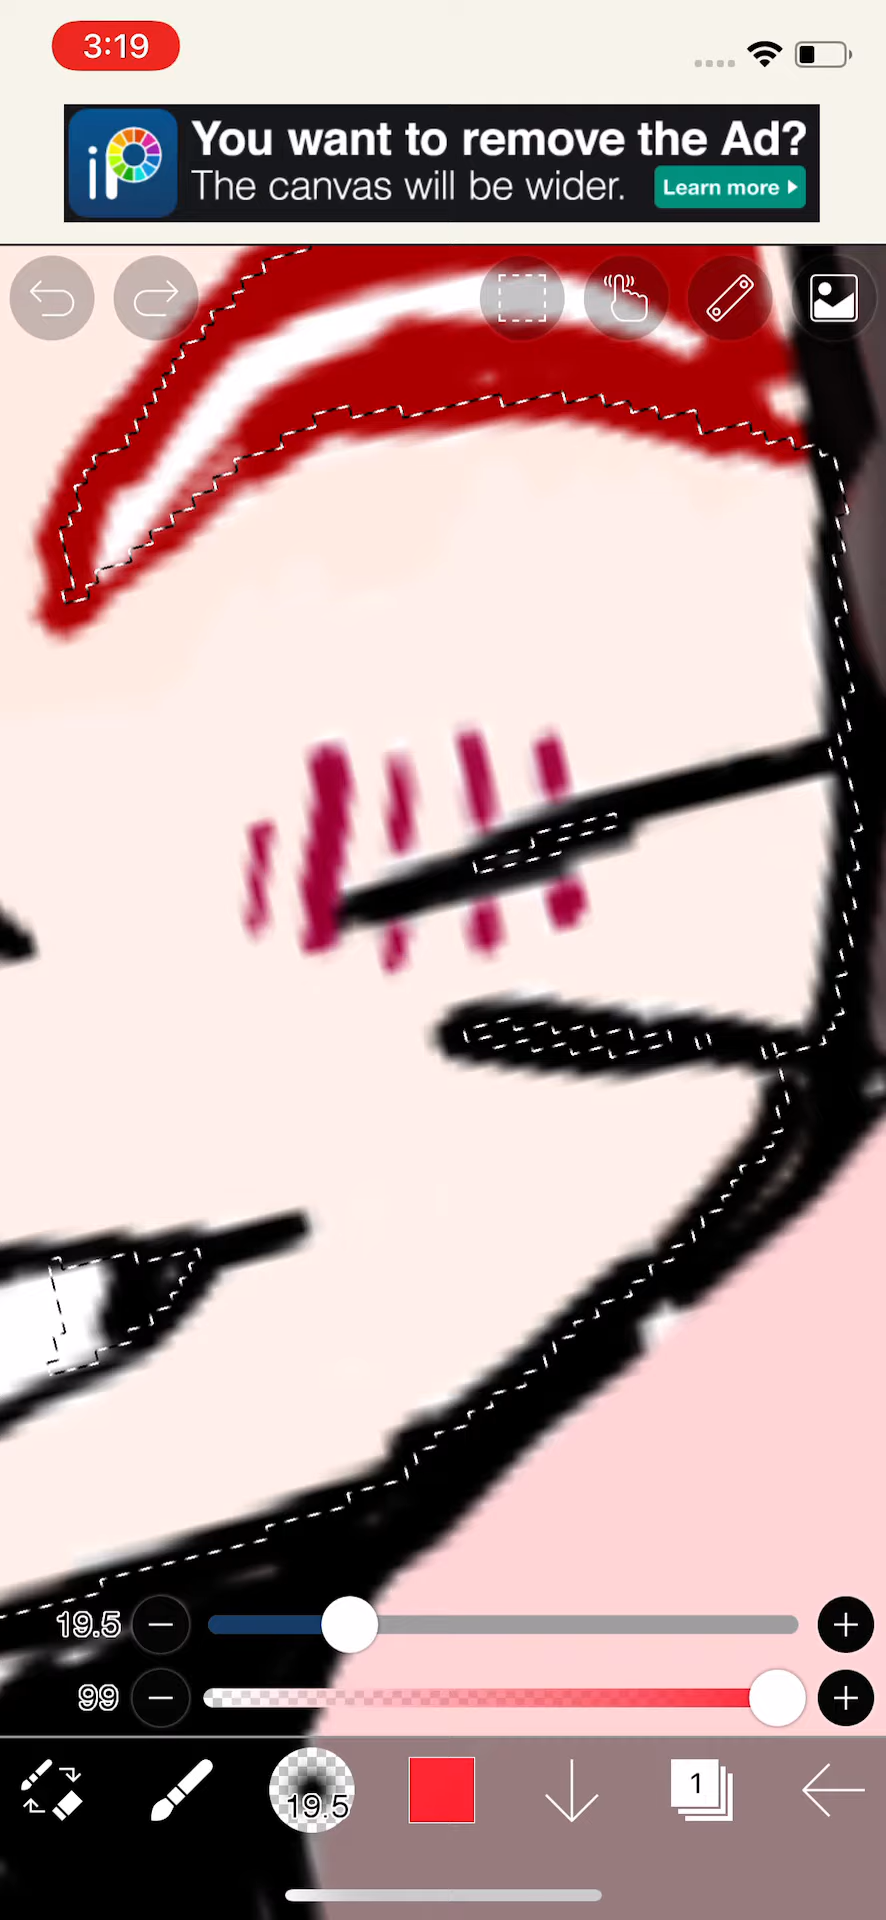 3:19
iP
You want to remove the Ad?
The canvas will be wider.
Learn more
19.5
99
19.5
1